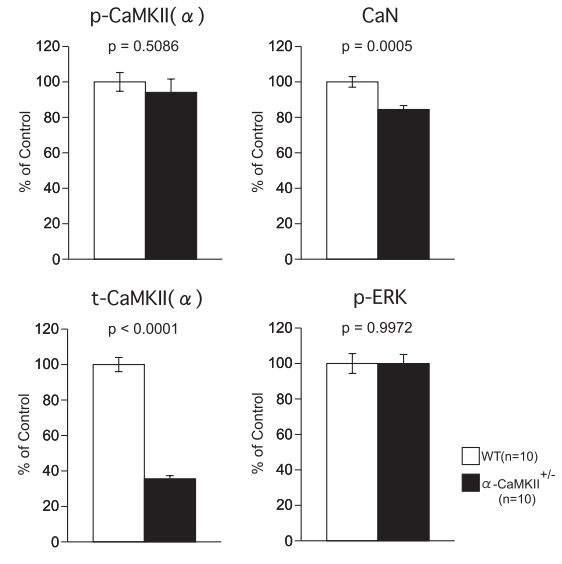 p-CaMKII( α )
p = 0.5086
% of Control
120
100
80
60
40
20
0
CaN
p = 0.0005
% of Control
120
100
80
60
40
20
0
t-CaMKII( α )
p < 0.0001
% of Control
120
100
80
60
40
20
0
p-ERK
p = 0.9972
% of Control
120
100
80
60
40
20
0
WT(n=10)
α-CaMKII+/-
(n=10)